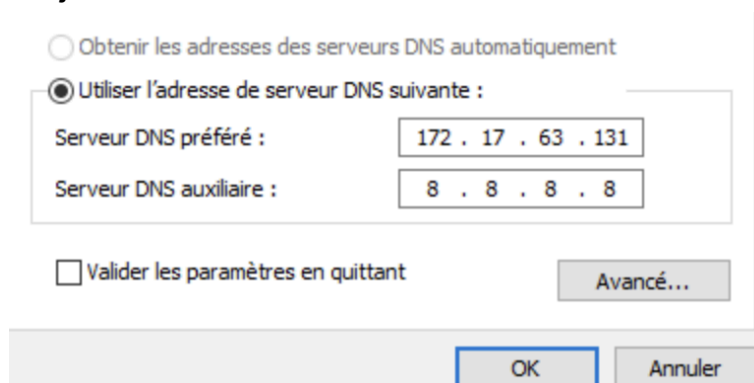 Obtenir les adresses des serveurs DNS automatiquement
Utiliser l'adresse de serveur DNS suivante :
Serveur DNS préféré : 172 . 17 . 63 . 131
Serveur DNS auxiliaire : 8 . 8 . 8 . 8
Valider les paramètres en quittant
Avancé...
OK Annuler